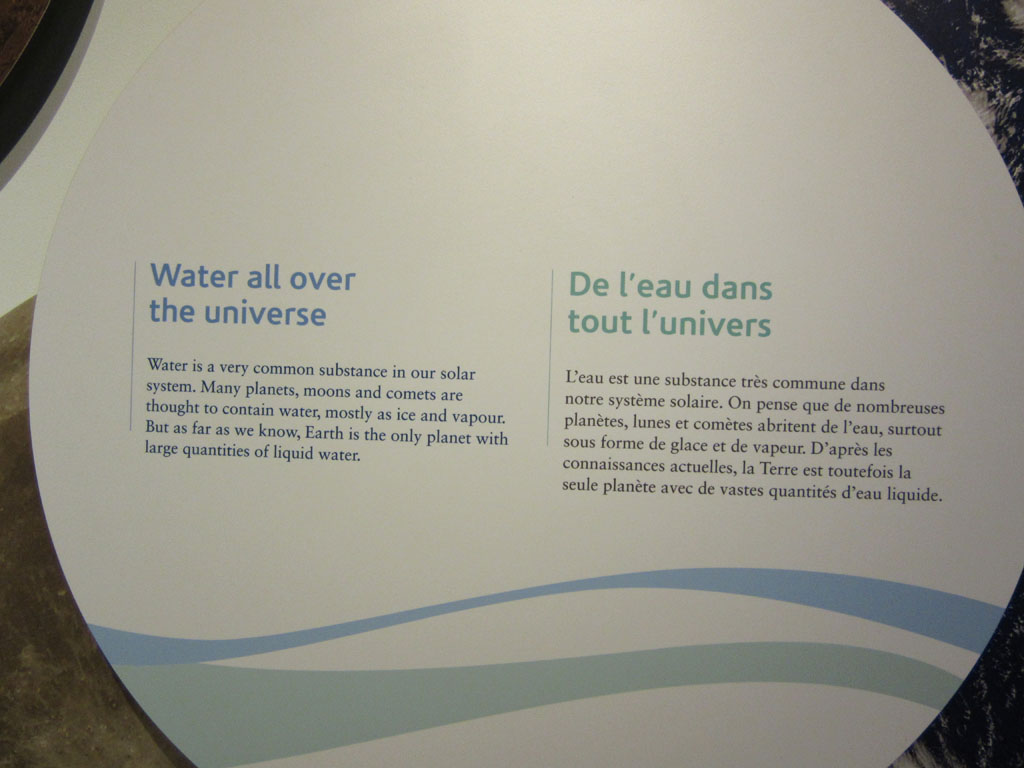 Water all over
the universe
Water is a very common substance in our solar
system. Many planets, moons and comets are
thought to contain water, mostly as ice and vapour.
But as far as we know, Earth is the only planet with
large quantities of liquid water.
De l'eau dans
tout l'univers
L'eau est une substance très commune dans
notre système solaire. On pense que de nombreuses
planètes, lunes et comètes abritent de l'eau, surtout
sous forme de glace et de vapeur. D'après les
connaissances actuelles, la Terre est toutefois la
seule planète avec de vastes quantités d'eau liquide.